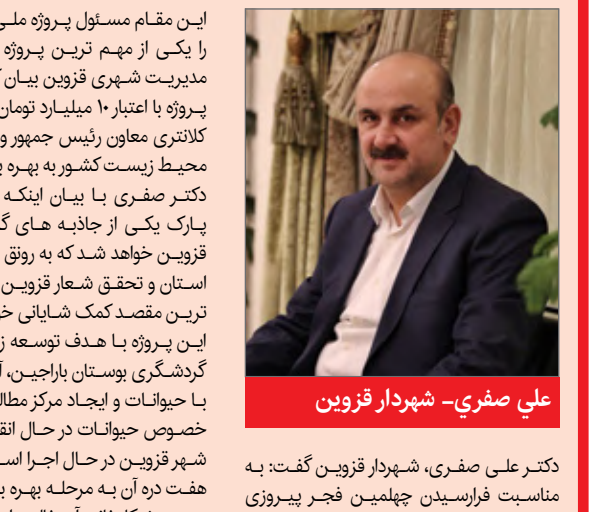 علي صفري- شهردار قزوین
دکتر علی صفری، شهردار قزوین گفت: به
مناسبت فرارسیدن چهلمین فجر پیروزی
این مقام مسئول پروژه ملی
را یکی از مهم ترین پروژه
مدیریت شهری قزوین بیان
پروژه با اعتبار ۱۰ میلیارد تومان
کلانتری معاون رئیس جمهور و
محیط زیست کشور به بهره
دکتر صفری با بیان اینکه
پارک یکی از جاذبه های
قزوین خواهد شد که به رونق
استان و تحقق شعار قزوین
ترین مقصد کمک شایانی
این پروژه با هدف توسعه
گردشگری بوستان باراجین،
با حیوانات و ایجاد مرکز
خصوص حیوانات در حال
شهر قزوین در حال اجرا
هفت دره آن به مرحله بهره